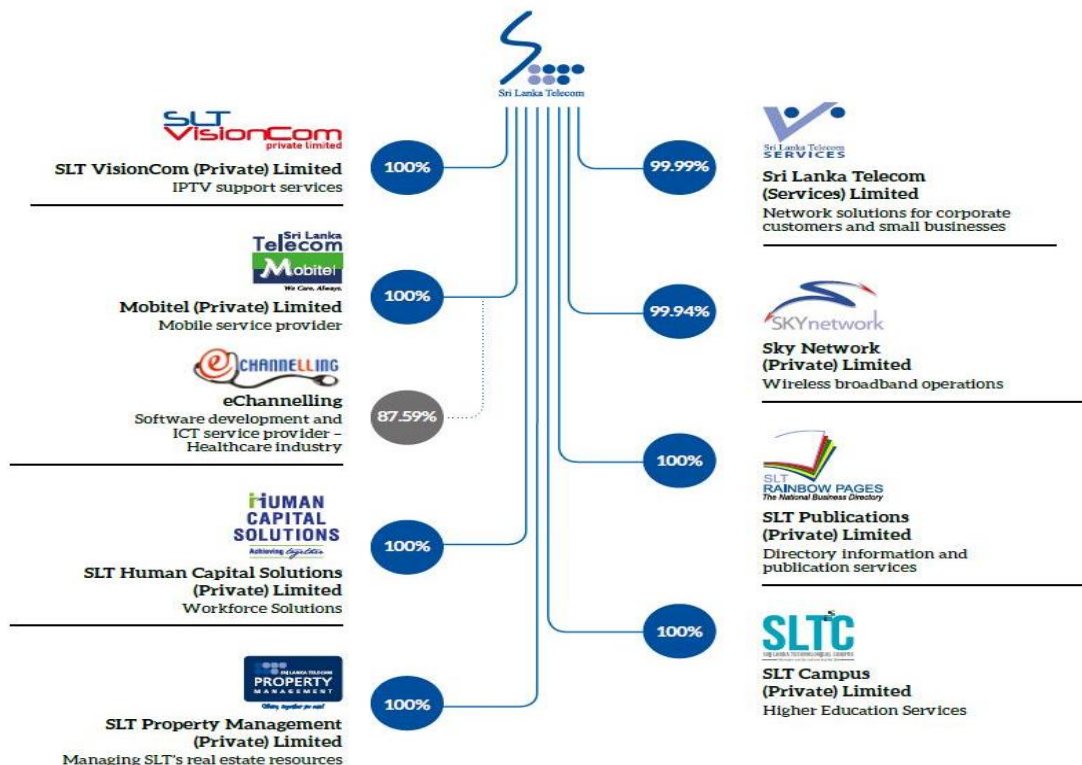 Sri Lanka Telecom
SLT
VisionCom
private limited
SLT VisionCom (Private) Limited
IPTV support services
100%
Sri Lanka
Telecom
Mobitel
We Care. Always.
Mobitel (Private) Limited
Mobile service provider
100%
e CHANNELLING
eChannelling
Software development and
ICT service provider –
Healthcare industry
87.59%
HUMAN
CAPITAL
SOLUTIONS
Achieving together
SLT Human Capital Solutions
(Private) Limited
Workforce Solutions
100%
SRI LANKA TELECOM
PROPERTY
MANAGEMENT
SLT Property Management
(Private) Limited
Managing SLT's real estate resources
100%
Sri Lanka Telecom
SERVICES
99.99%
Sri Lanka Telecom
(Services) Limited
Network solutions for corporate
customers and small businesses
SKYnetwork
99.94%
Sky Network
(Private) Limited
Wireless broadband operations
SLT
RAINBOW PAGES
The National Business Directory
100%
SLT Publications
(Private) Limited
Directory information and
publication services
SLTC
SRI LANKA TECHNOLOGICAL CAMPUS
100%
SLT Campus
(Private) Limited
Higher Education Services